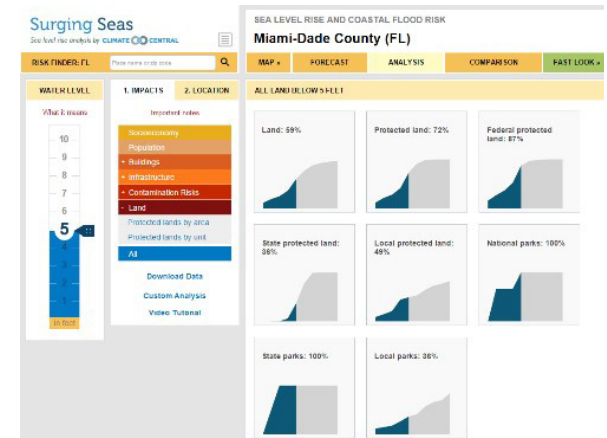 Surging Seas
Sea level rise analysis by CLIMATE CENTRAL
RISK FINDER: FL
Place name or zip code
WATER LEVEL
What it means
10
9
8
7
6
5
4
3
2
1
in feet
1. IMPACTS
2. LOCATION
Important notes
Socioeconomy
Population
+ Buildings
+ Infrastructure
+ Contamination Risks
- Land
Protected lands by area
Protected lands by unit
All
Download Data
Custom Analysis
Video Tutorial
SEA LEVEL RISE AND COASTAL FLOOD RISK
Miami-Dade County (FL)
MAP »
FORECAST
ANALYSIS
COMPARISON
FAST LOOK »
ALL LAND BELOW 5 FEET
Land: 59%
Protected land: 72%
Federal protected
land: 87%
State protected land:
36%
Local protected land:
49%
National parks: 100%
State parks: 100%
Local parks: 38%